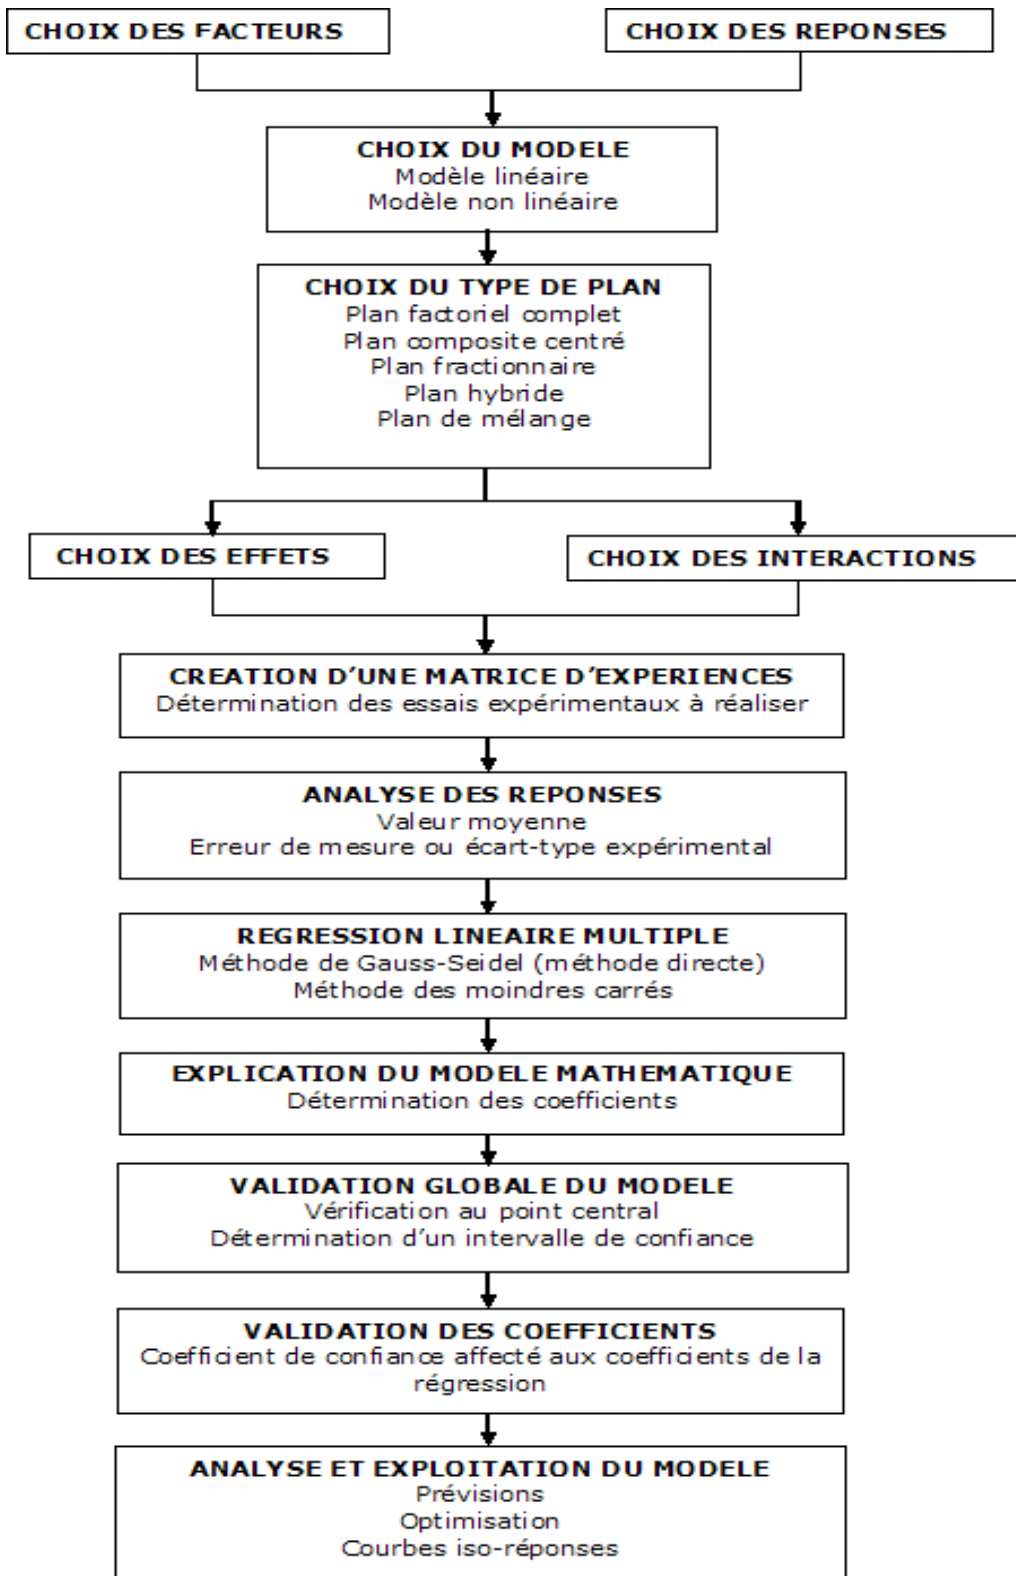 CHOIX DES FACTEURS
CHOIX DES REPONSES
CHOIX DU MODELE
Modèle linéaire
Modèle non linéaire
CHOIX DU TYPE DE PLAN
Plan factoriel complet
Plan composite centré
Plan fractionnaire
Plan hybride
Plan de mélange
CHOIX DES EFFETS
CHOIX DES INTERACTIONS
CREATION D'UNE MATRICE D'EXPERIENCES
Détermination des essais expérimentaux à réaliser
ANALYSE DES REPONSES
Valeur moyenne
Erreur de mesure ou écart-type expérimental
REGRESSION LINEAIRE MULTIPLE
Méthode de Gauss-Seidel (méthode directe)
Méthode des moindres carrés
EXPLICATION DU MODELE MATHEMATIQUE
Détermination des coefficients
VALIDATION GLOBALE DU MODELE
Vérification au point central
Détermination d'un intervalle de confiance
VALIDATION DES COEFFICIENTS
Coefficient de confiance affecté aux coefficients de la
régression
ANALYSE ET EXPLOITATION DU MODELE
Prévisions
Optimisation
Courbes iso-réponses